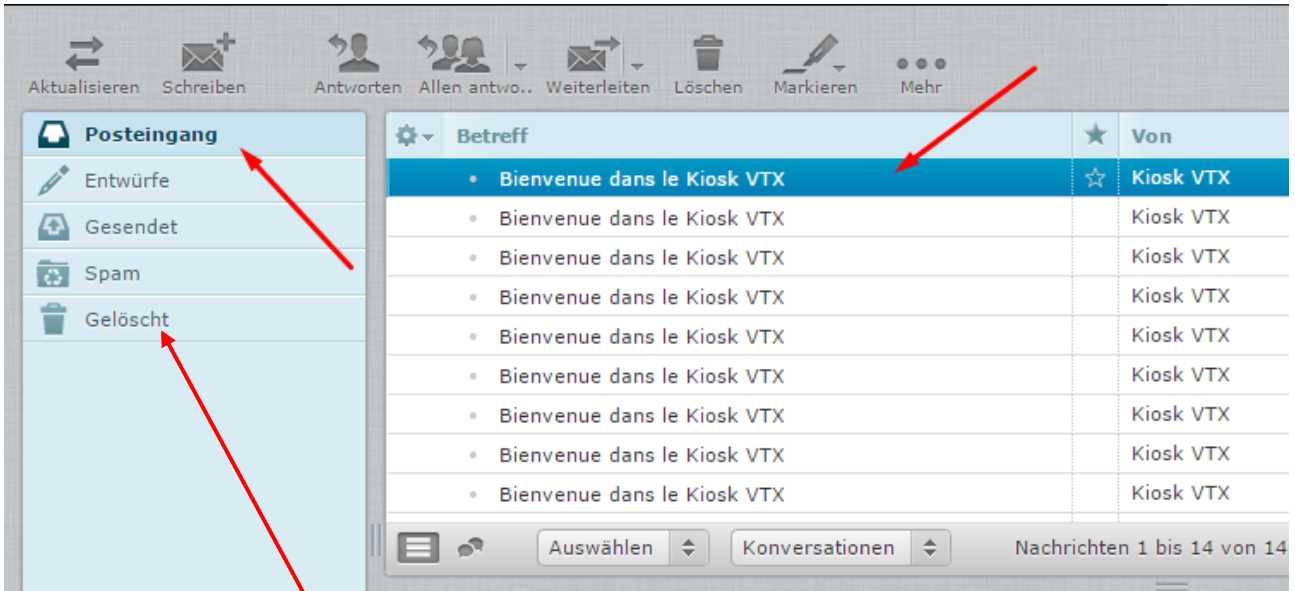 Aktualisieren Schreiben Antworten Allen antwo.. Weiterleiten Löschen Markieren Mehr
Posteingang
Entwürfe
Gesendet
Spam
Gelöscht
Betreff Von
Bienvenue dans le Kiosk VTX Kiosk VTX
Bienvenue dans le Kiosk VTX Kiosk VTX
Bienvenue dans le Kiosk VTX Kiosk VTX
Bienvenue dans le Kiosk VTX Kiosk VTX
Bienvenue dans le Kiosk VTX Kiosk VTX
Bienvenue dans le Kiosk VTX Kiosk VTX
Bienvenue dans le Kiosk VTX Kiosk VTX
Bienvenue dans le Kiosk VTX Kiosk VTX
Bienvenue dans le Kiosk VTX Kiosk VTX
Auswählen Konversationen Nachrichten 1 bis 14 von 14